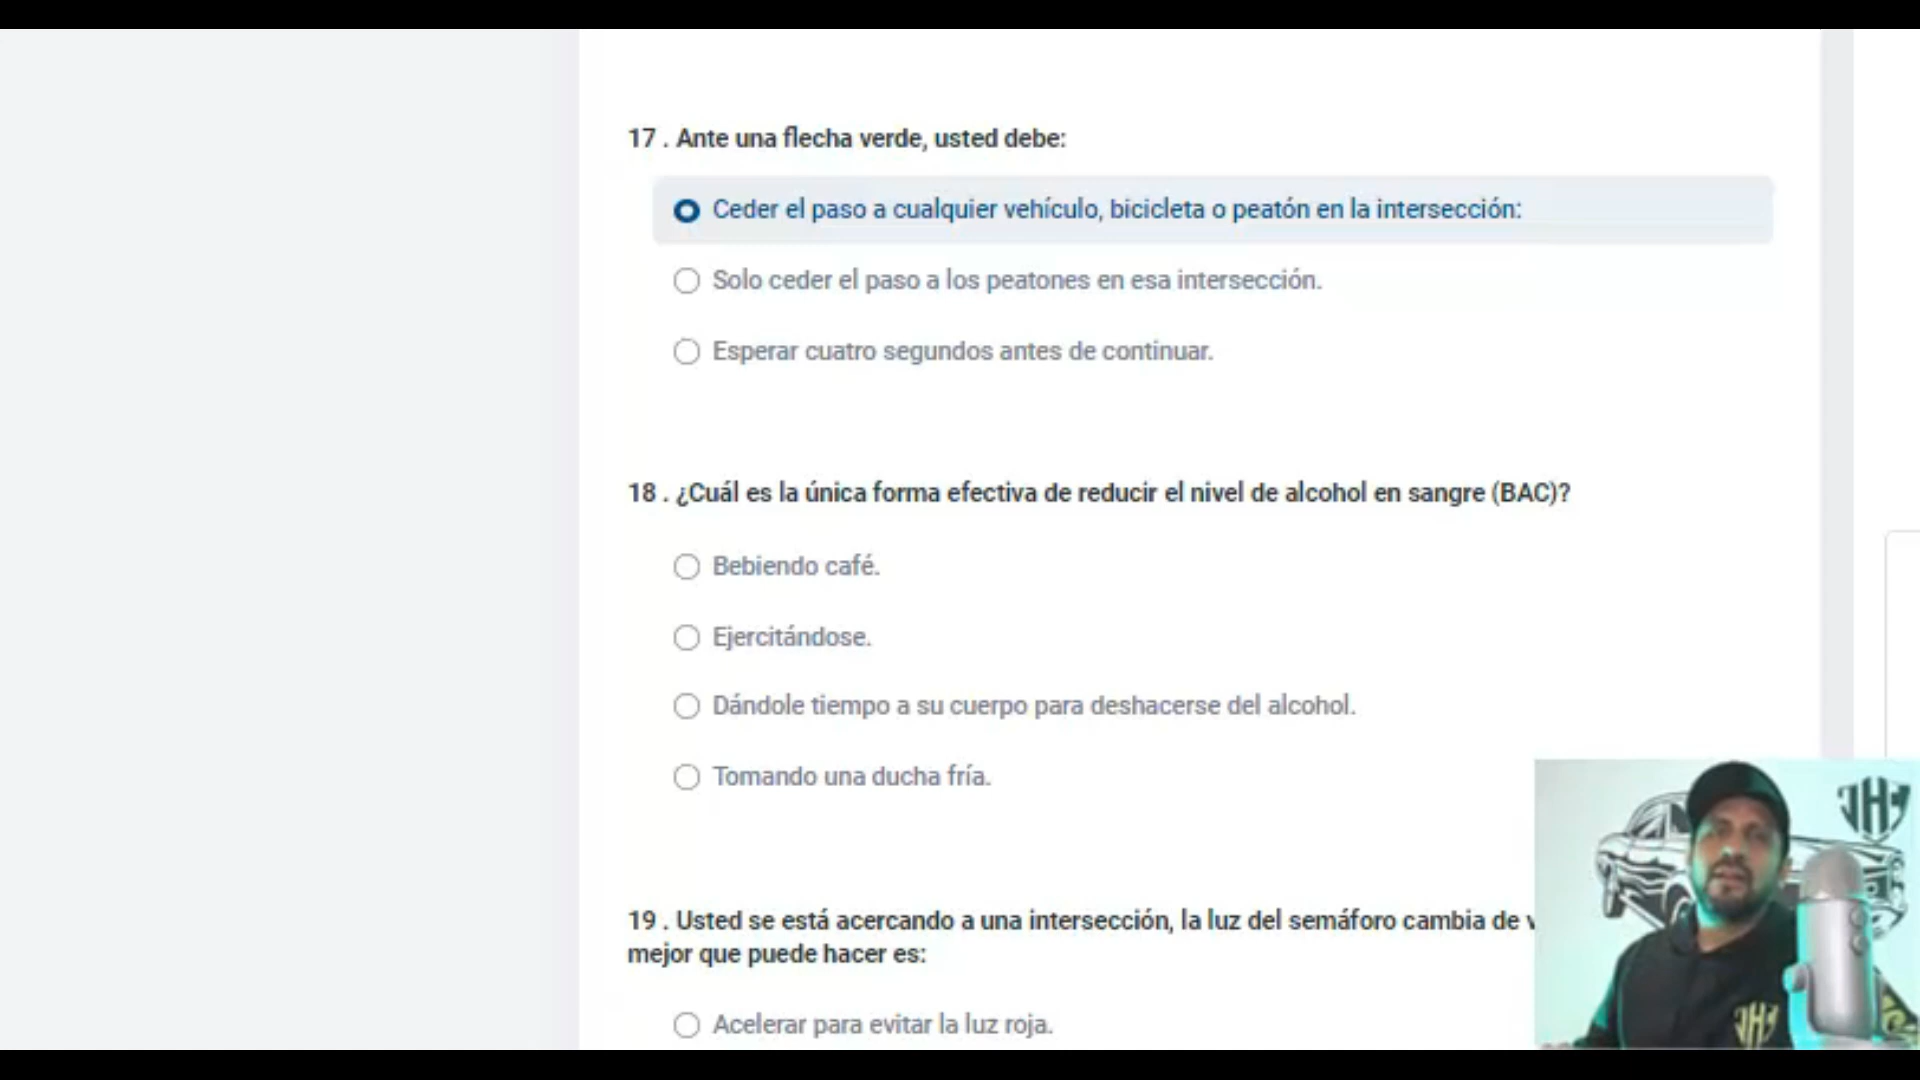 17 . Ante una flecha verde, usted debe:
Ceder el paso a cualquier vehículo, bicicleta o peatón en la intersección:
Solo ceder el paso a los peatones en esa intersección.
Esperar cuatro segundos antes de continuar.
18 . ¿Cuál es la única forma efectiva de reducir el nivel de alcohol en sangre (BAC)?
Bebiendo café.
Ejercitándose.
Dándole tiempo a su cuerpo para deshacerse del alcohol.
Tomando una ducha fría.
19 . Usted se está acercando a una intersección, la luz del semáforo cambia de
mejor que puede hacer es:
Acelerar para evitar la luz roja.